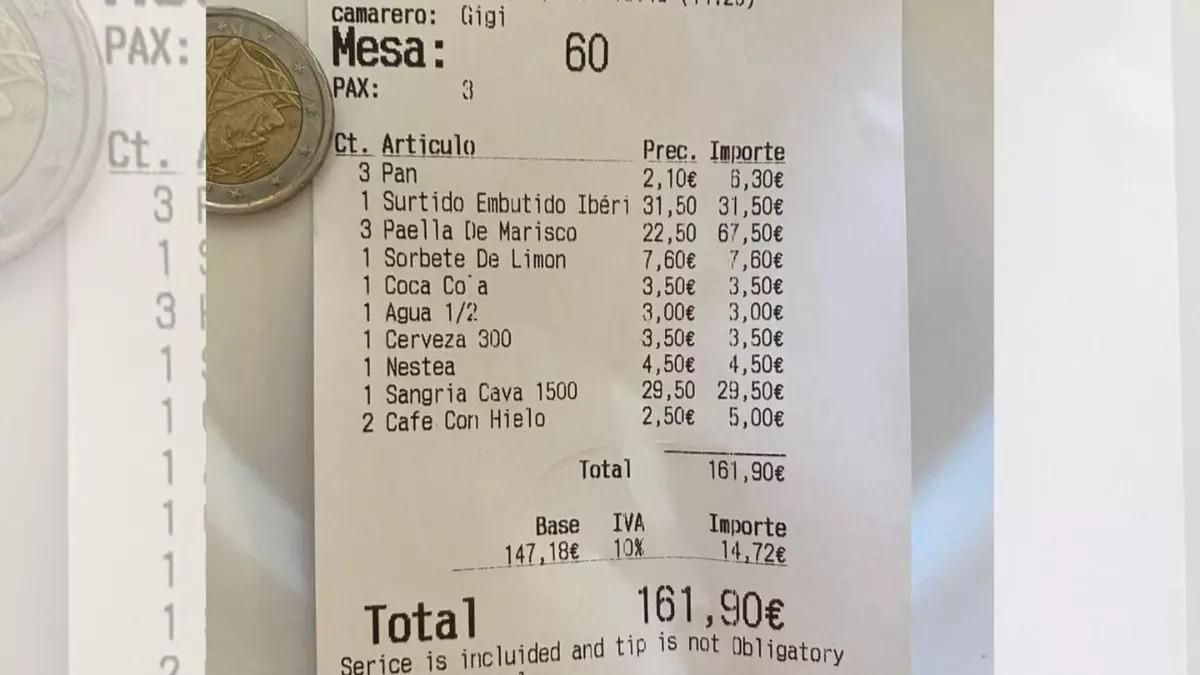 camarero: Gigi
Mesa: 60
PAX: 3
Ct. Articulo Prec. Importe
3 Pan 2,10€ 6,30€
1 Surtido Embutido Ibéri 31,50 31,50€
3 Paella De Marisco 22,50 67,50€
1 Sorbete De Limon 7,60€ 7,60€
1 Coca Co´a 3,50€ 3,50€
1 Agua 1/2 3,00€ 3,00€
1 Cerveza 300 3,50€ 3,50€
1 Nestea 4,50€ 4,50€
1 Sangria Cava 1500 29,50 29,50€
2 Cafe Con Hielo 2,50€ 5,00€
Total 161,90€
Base IVA Importe
147,18€ 10% 14,72€
Total 161,90€
Serice is incluided and tip is not Obligatory